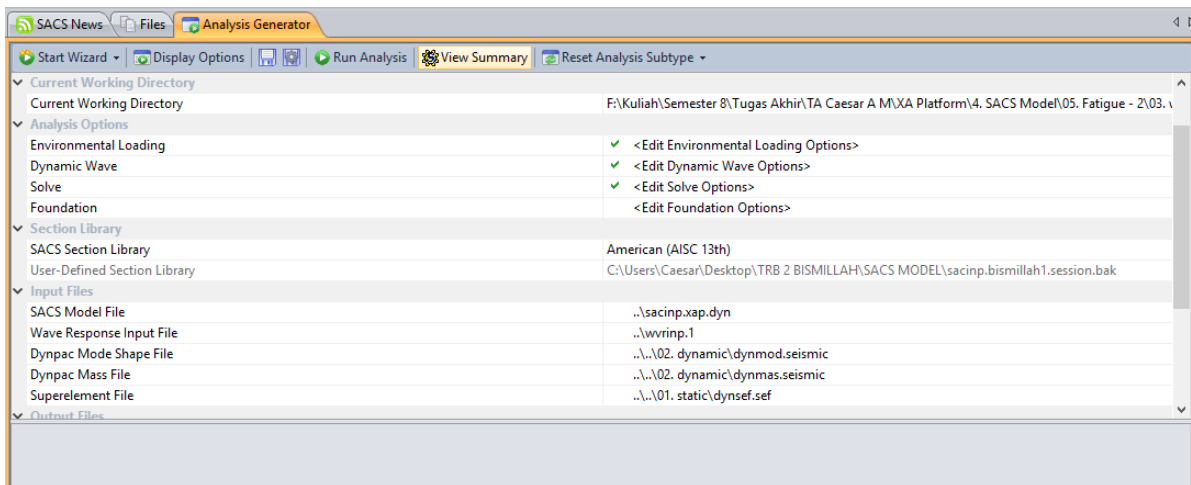 SACS News Files Analysis Generator
Start Wizard Display Options Run Analysis View Summary Reset Analysis Subtype
Current Working Directory
Current Working Directory F:\Kuliah\Semester 8\Tugas Akhir\TA Caesar A M\XA Platform\4. SACS Model\05. Fatigue - 2\03. v
Analysis Options
Environmental Loading <Edit Environmental Loading Options>
Dynamic Wave <Edit Dynamic Wave Options>
Solve <Edit Solve Options>
Foundation <Edit Foundation Options>
Section Library
SACS Section Library American (AISC 13th)
User-Defined Section Library C:\Users\Caesar\Desktop\TRB 2 BISMILLAH\SACS MODEL\sacinp.bismillah1.session.bak
Input Files
SACS Model File ..\sacinp.xap.dyn
Wave Response Input File ..\wvrinp.1
Dynpac Mode Shape File ..\..\02. dynamic\dynmod.seismic
Dynpac Mass File ..\..\02. dynamic\dynmas.seismic
Superelement File ..\..\01. static\dynsef.sef
Output Files